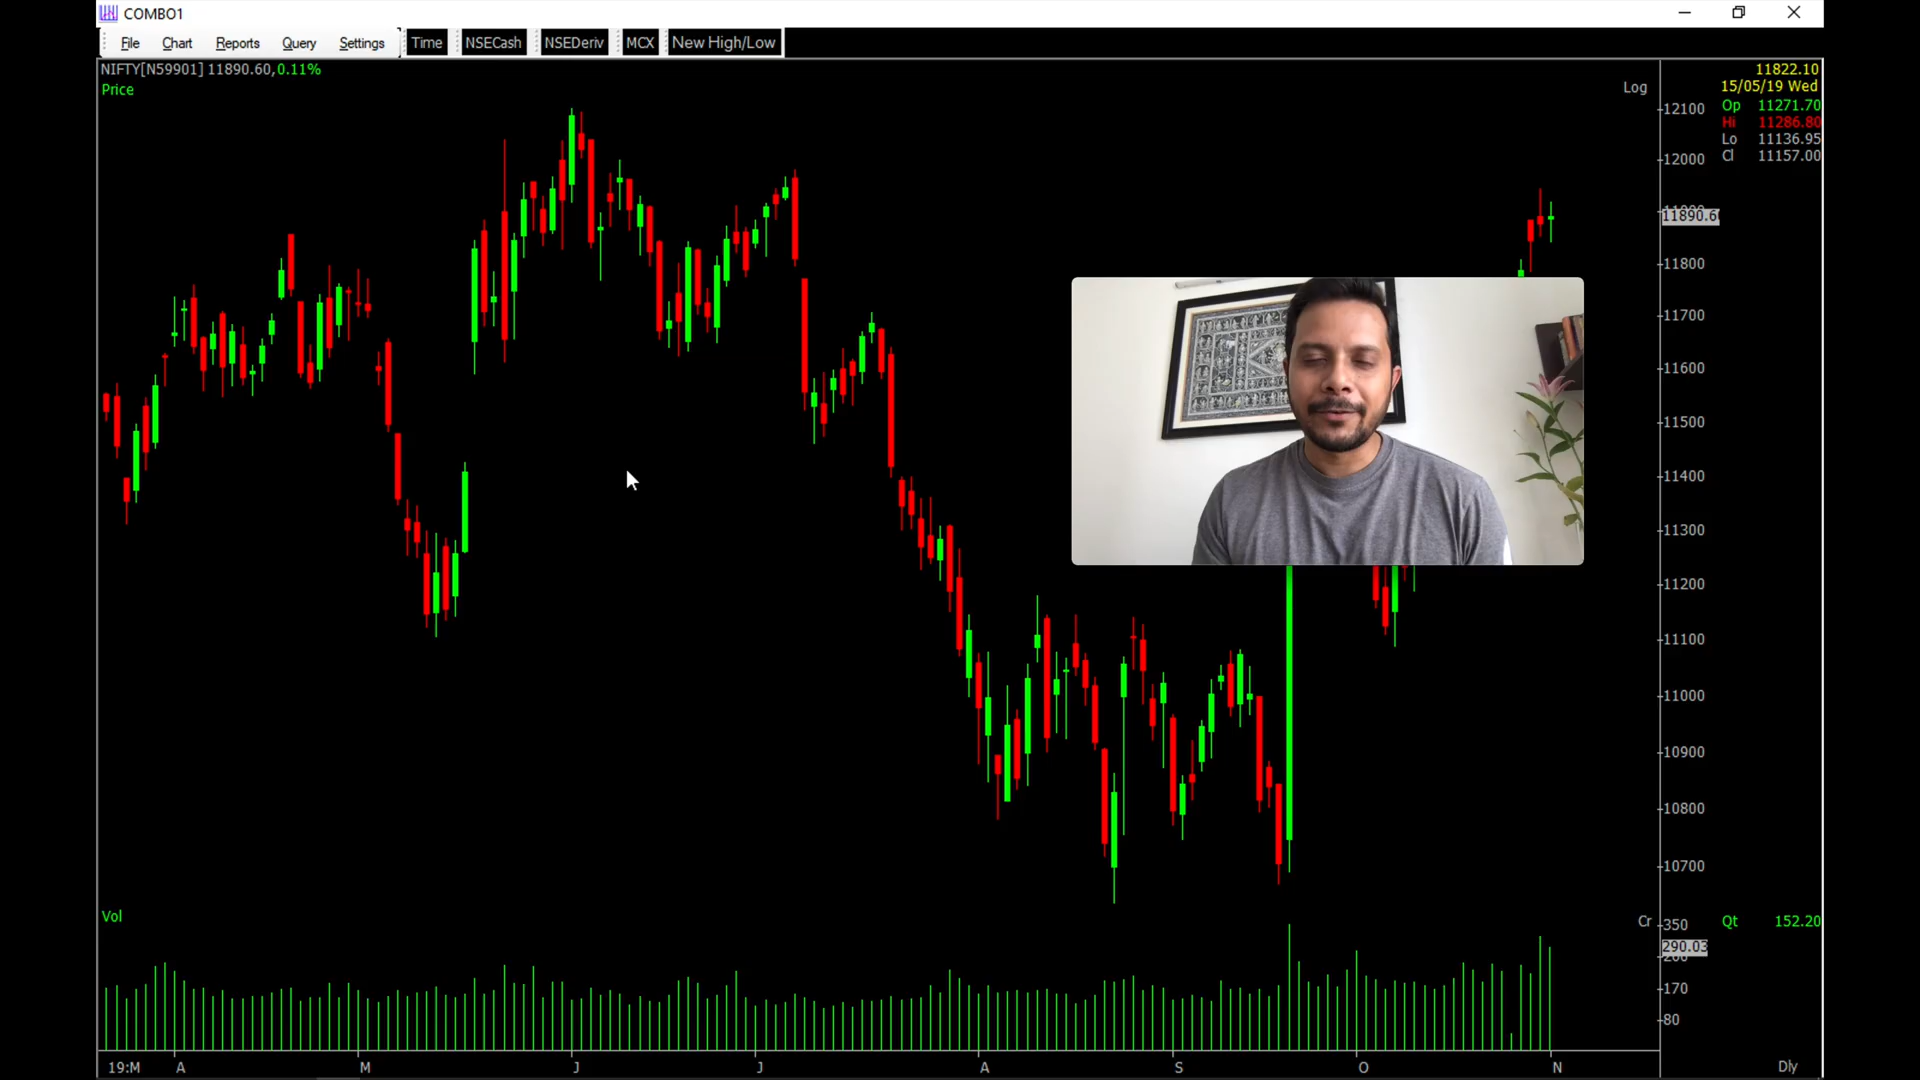 COMBO1
File Chart Reports Query Settings Time NSECash NSEDeriv MCX New High/Low
NIFTY[N59901] 11890.60,0.11%
Price
Log
11822.10
15/05/19 Wed
Op 11271.70
Hi 11286.80
Lo 11136.95
Cl 11157.00
12100
12000
11890.60
11800
11700
11600
11500
11400
11300
11200
11100
11000
10900
10800
10700
Vol
Cr 350
Qt 152.20
290.03
170
80
19:M A M J J A S O N
Dly